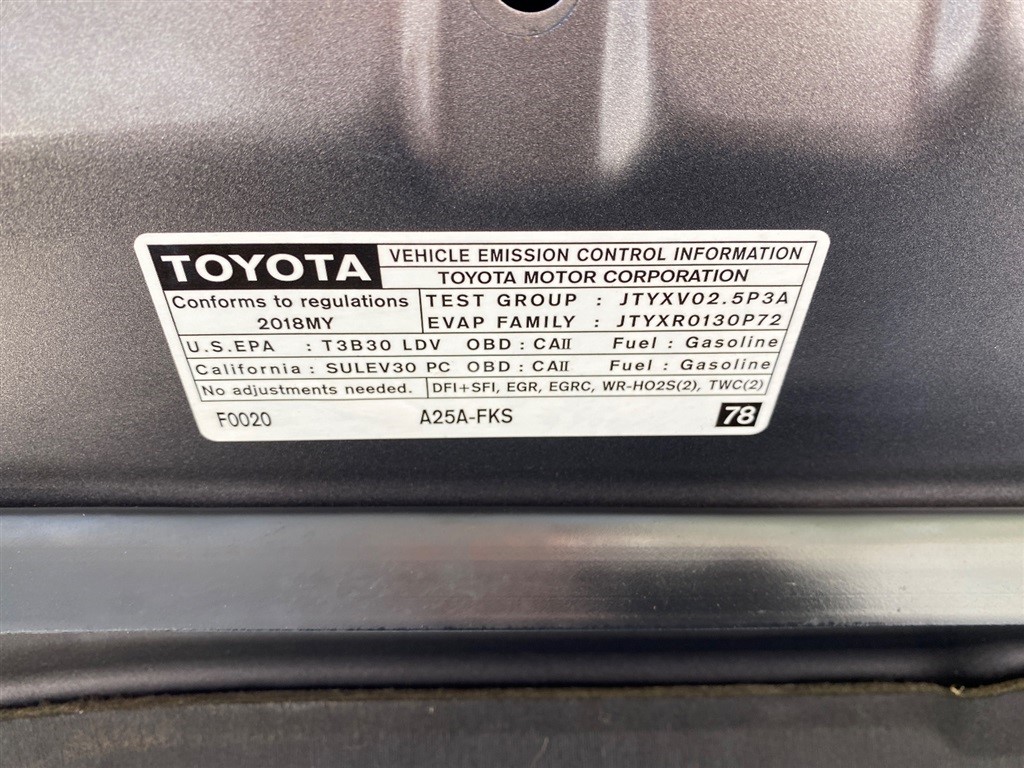 TOYOTA
VEHICLE EMISSION CONTROL INFORMATION
TOYOTA MOTOR CORPORATION
Conforms to regulations
2018MY
TEST GROUP : JTYXV02.5P3A
EVAP FAMILY : JTYXR0130P72
U.S.EPA : T3B30 LDV OBD : CAII Fuel : Gasoline
California : SULEV30 PC OBD : CAII Fuel : Gasoline
No adjustments needed. DFI+SFI, EGR, EGRC, WR-HO2S(2), TWC(2)
F0020 A25A-FKS 78